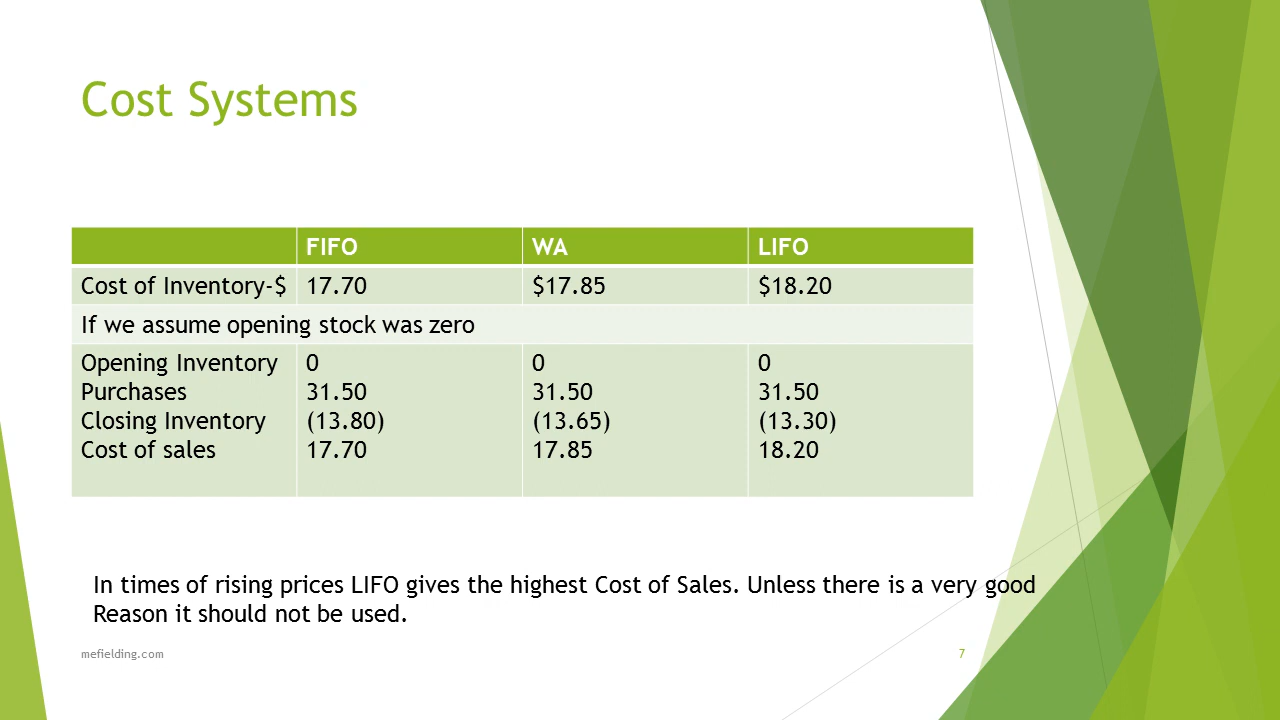 Cost Systems
FIFO WA LIFO
Cost of Inventory-$ 17.70 $17.85 $18.20
If we assume opening stock was zero
Opening Inventory 0 0 0
Purchases 31.50 31.50 31.50
Closing Inventory (13.80) (13.65) (13.30)
Cost of sales 17.70 17.85 18.20
In times of rising prices LIFO gives the highest Cost of Sales. Unless there is a very good
Reason it should not be used.
mefielding.com 7